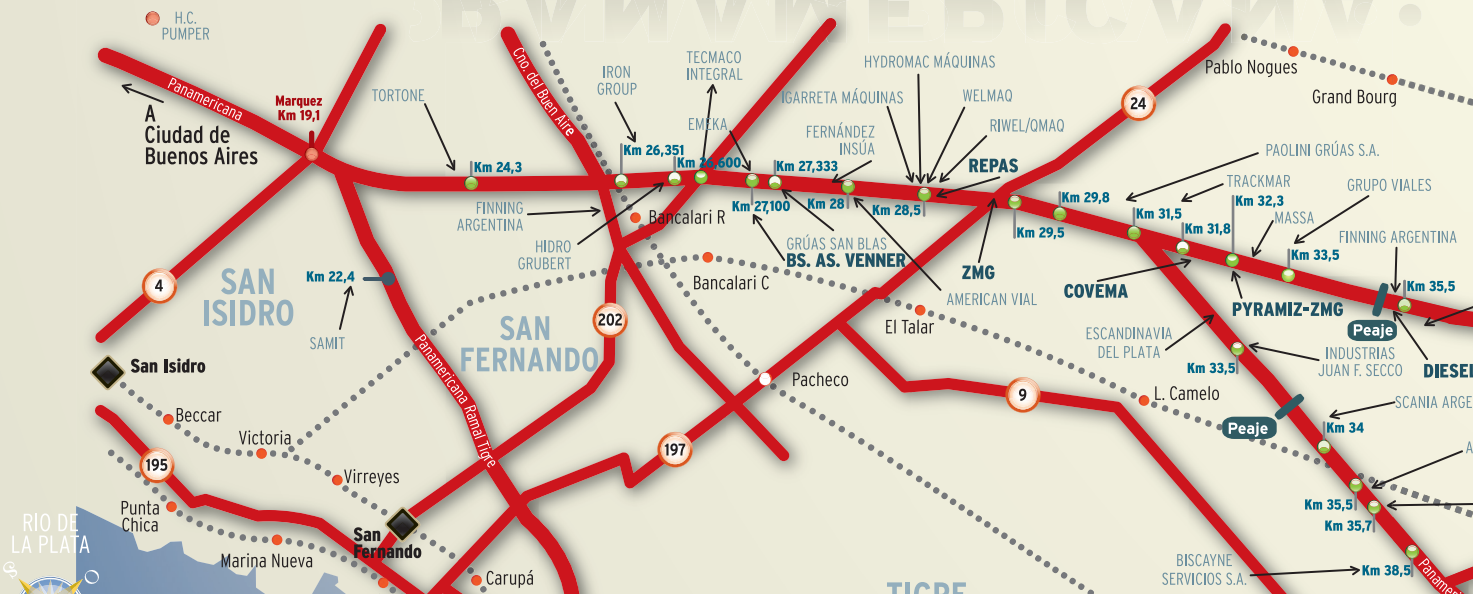 PANAMERICANA
H.C.
PUMPER
Panamericana
A
Ciudad de
Buenos Aires
Marquez
Km 19,1
TORTONE
Km 24,3
Cno. del Buen Aire
IRON
GROUP
Km 26,351
TECMACO
INTEGRAL
Km 26,600
EMEKA
Km 27,100
Km 27,333
IGARRETA MÁQUINAS
HYDROMAC MÁQUINAS
FERNÁNDEZ
INSÚA
Km 28
Km 28,5
WELMAQ
RIWEL/QMAQ
REPAS
24
Pablo Nogues
Grand Bourg
PAOLINI GRÚAS S.A.
TRACKMAR
Km 29,5
Km 29,8
Km 31,5
Km 31,8
Km 32,3
MASSA
GRUPO VIALES
Km 33,5
FINNING ARGENTINA
Km 35,5
FINNING
ARGENTINA
HIDRO
GRUBERT
Bancalari R
Bancalari C
GRÚAS SAN BLAS
BS. AS. VENNER
AMERICAN VIAL
ZMG
COVEMA
PYRAMIZ-ZMG
Peaje
4
SAN
ISIDRO
Km 22,4
SAMIT
SAN
FERNANDO
202
El Talar
ESCANDINAVIA
DEL PLATA
Km 33,5
INDUSTRIAS
JUAN F. SECCO
DIESEL
San Isidro
Beccar
Victoria
Virreyes
Panamericana Ramal Tigre
Pacheco
9
L. Camelo
SCANIA ARGE
Peaje
Km 34
A
197
195
Punta
Chica
San
Fernando
Marina Nueva
Carupá
RIO DE
LA PLATA
S
O
Km 35,5
Km 35,7
BISCAYNE
SERVICIOS S.A.
Km 38,5
Paname
TIGRE